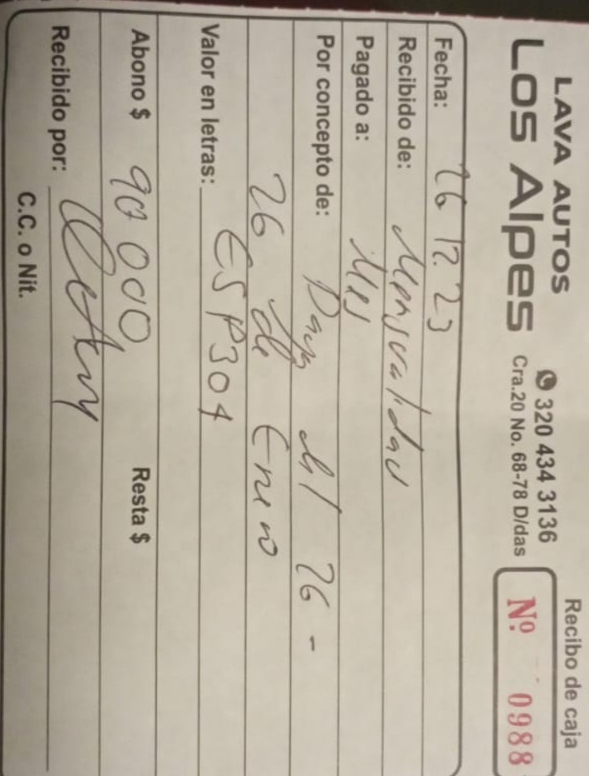 LAVA AUTOS
LOS Alpes
320 434 3136
Cra.20 No. 68-78 D/das
Recibo de caja
Nº 0988
Fecha: 26 12.23
Recibido de: Mensualidad
Pagado a: Mes
Por concepto de: Pago del 26 -
26 de Enero
Valor en letras: ESP304
Abono $ 90 000 Resta $
Recibido por:
C.C. o Nit.